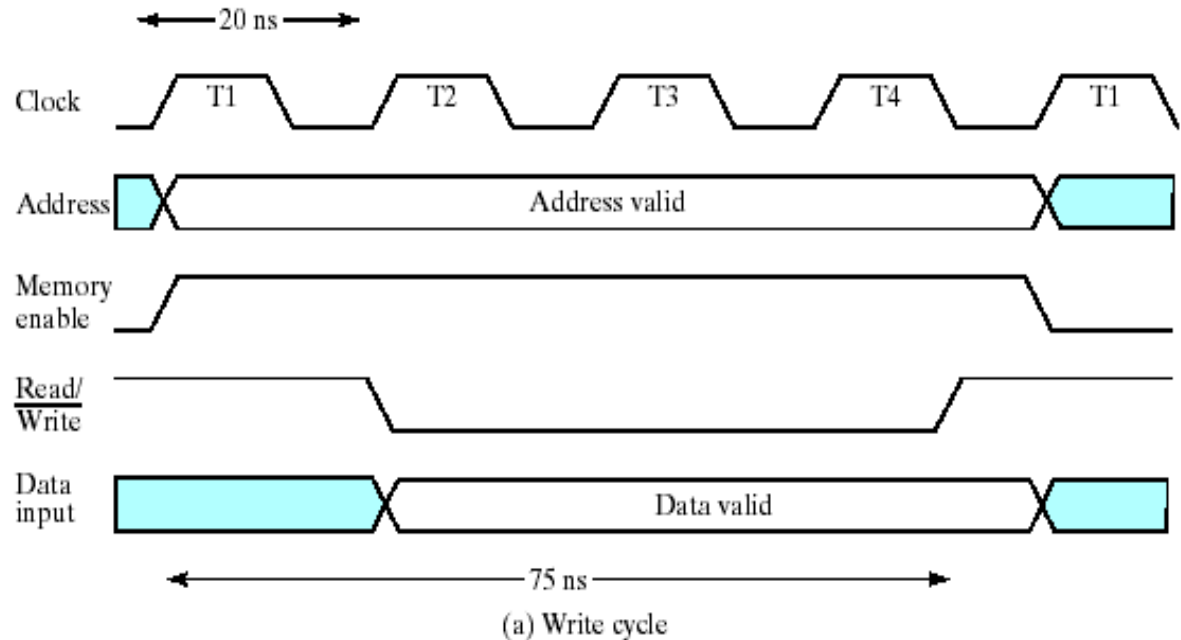 20 ns
Clock
T1 T2 T3 T4 T1
Address
Address valid
Memory
enable
Read/
Write
Data
input
Data valid
75 ns
(a) Write cycle